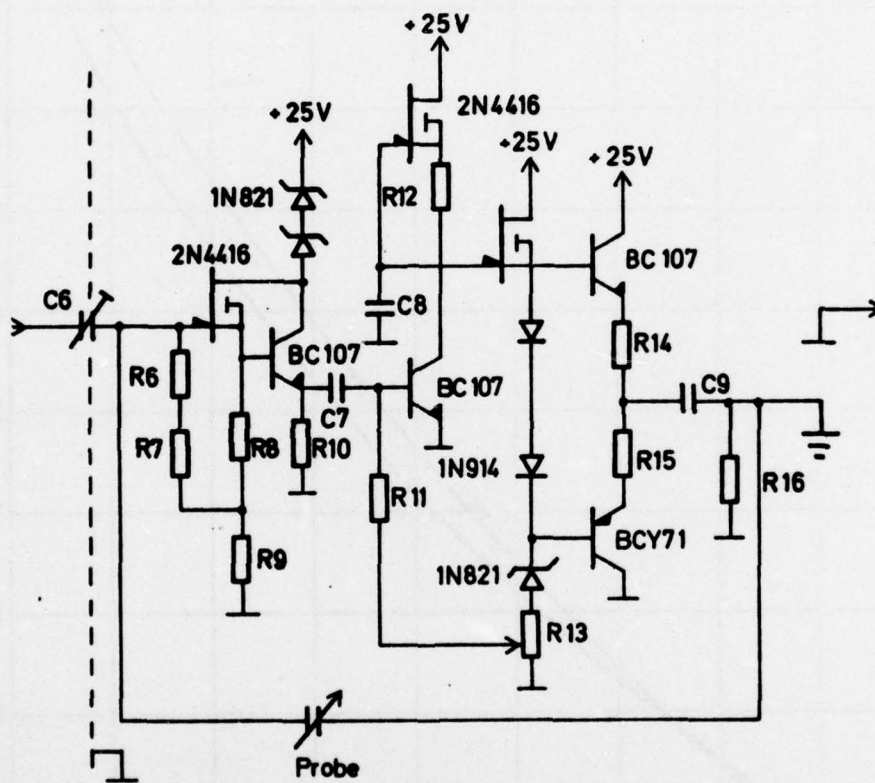 +25V
2N4416
+25V
+25V
+25V
1N821
R12
2N4416
BC107
C6
C8
R14
BC107
BC107
C9
R6
C7
R7
R8
R10
R15
R16
1N914
R11
BCY71
R9
1N821
R13
Probe